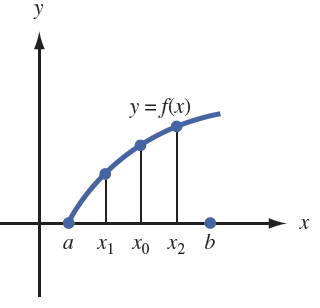 y
y = f(x)
x
a x₁ x₀ x₂ b